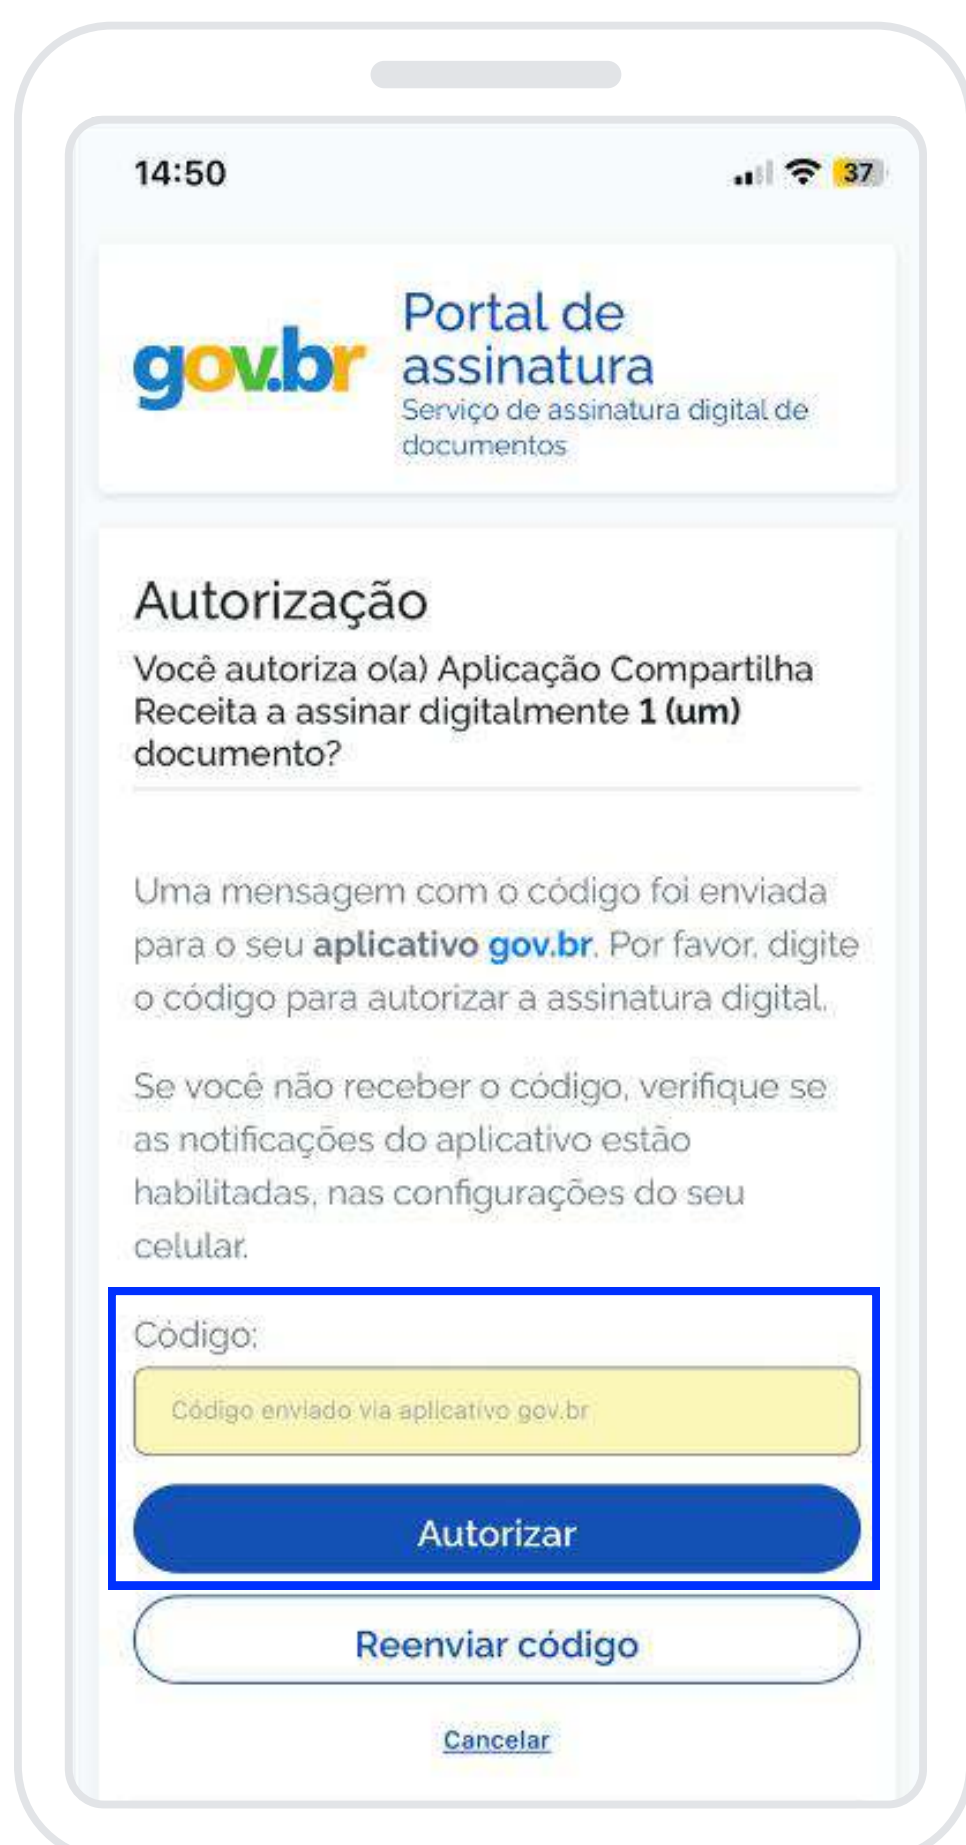 14:50
37
gov.br
Portal de
assinatura
Serviço de assinatura digital de
documentos
Autorização
Você autoriza o(a) Aplicação Compartilha
Receita a assinar digitalmente 1 (um)
documento?
Uma mensagem com o código foi enviada
para o seu aplicativo gov.br. Por favor, digite
o código para autorizar a assinatura digital.
Se você não receber o código, verifique se
as notificações do aplicativo estão
habilitadas, nas configurações do seu
celular.
Código:
Código enviado via aplicativo gov.br
Autorizar
Reenviar código
Cancelar